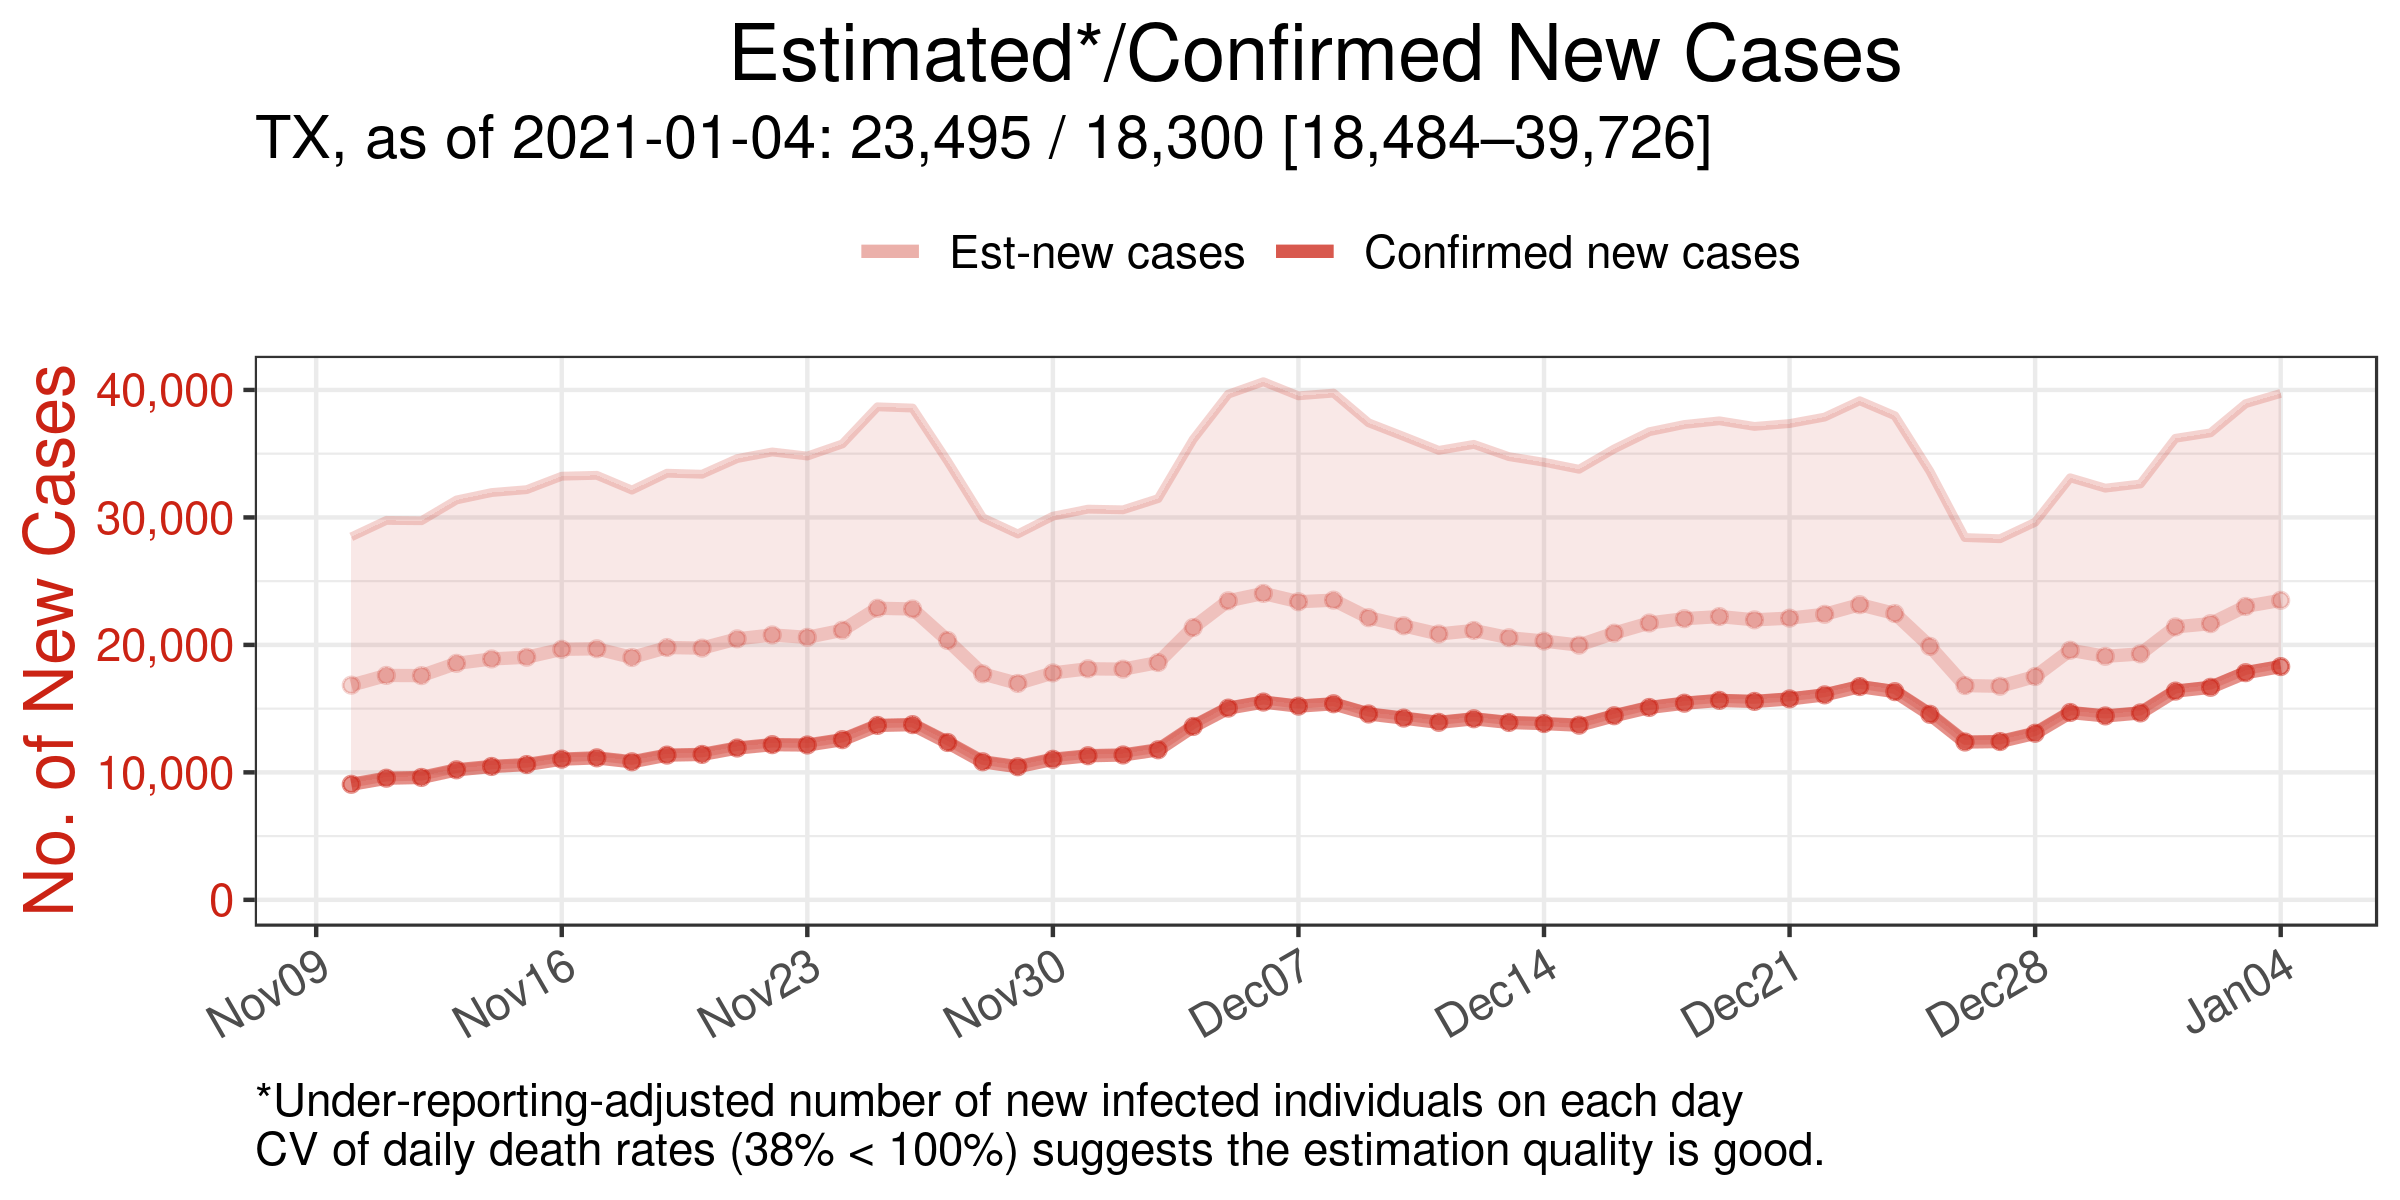 Estimated*/Confirmed New Cases
TX, as of 2021-01-04: 23,495 / 18,300 [18,484–39,726]
Est-new cases
Confirmed new cases
No. of New Cases
40,000
30,000
20,000
10,000
0
Nov09
Nov16
Nov23
Nov30
Dec07
Dec14
Dec21
Dec28
Jan04
*Under-reporting-adjusted number of new infected individuals on each day
CV of daily death rates (38% < 100%) suggests the estimation quality is good.